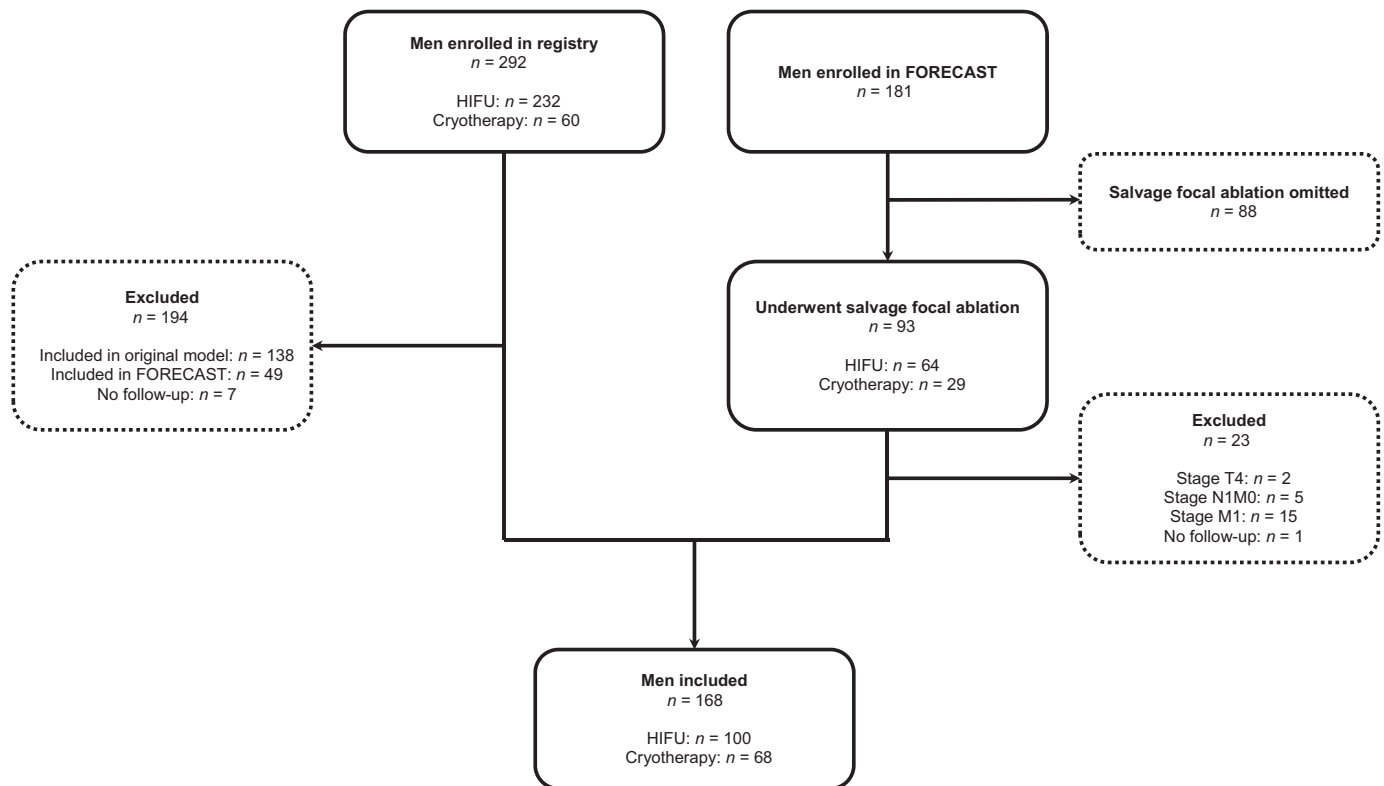 Men enrolled in registry
n = 292
HIFU: n = 232
Cryotherapy: n = 60
Men enrolled in FORECAST
n = 181
Salvage focal ablation omitted
n = 88
Excluded
n = 194
Included in original model: n = 138
Included in FORECAST: n = 49
No follow-up: n = 7
Underwent salvage focal ablation
n = 93
HIFU: n = 64
Cryotherapy: n = 29
Excluded
n = 23
Stage T4: n = 2
Stage N1M0: n = 5
Stage M1: n = 15
No follow-up: n = 1
Men included
n = 168
HIFU: n = 100
Cryotherapy: n = 68